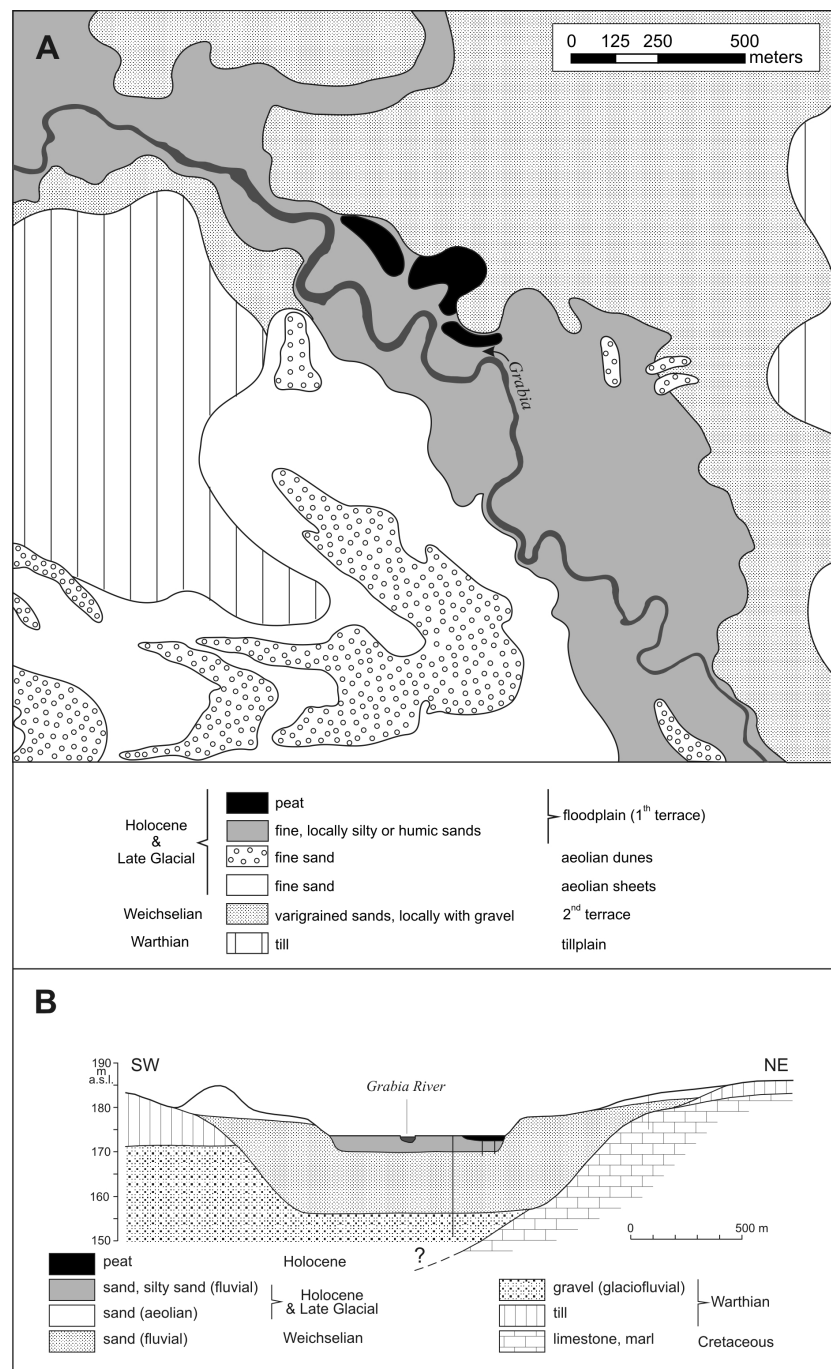 A
0 125 250 500
meters
Grabia
Holocene
&
Late Glacial
peat
fine, locally silty or humic sands
floodplain (1th terrace)
fine sand
aeolian dunes
fine sand
aeolian sheets
Weichselian
varigrained sands, locally with gravel
2nd terrace
Warthian
till
tillplain
B
190
m
a.s.l.
180
170
160
150
SW
Grabia River
NE
0 500 m
?
peat
Holocene
sand, silty sand (fluvial)
sand (aeolian)
Holocene
& Late Glacial
sand (fluvial)
Weichselian
gravel (glaciofluvial)
till
Warthian
limestone, marl
Cretaceous